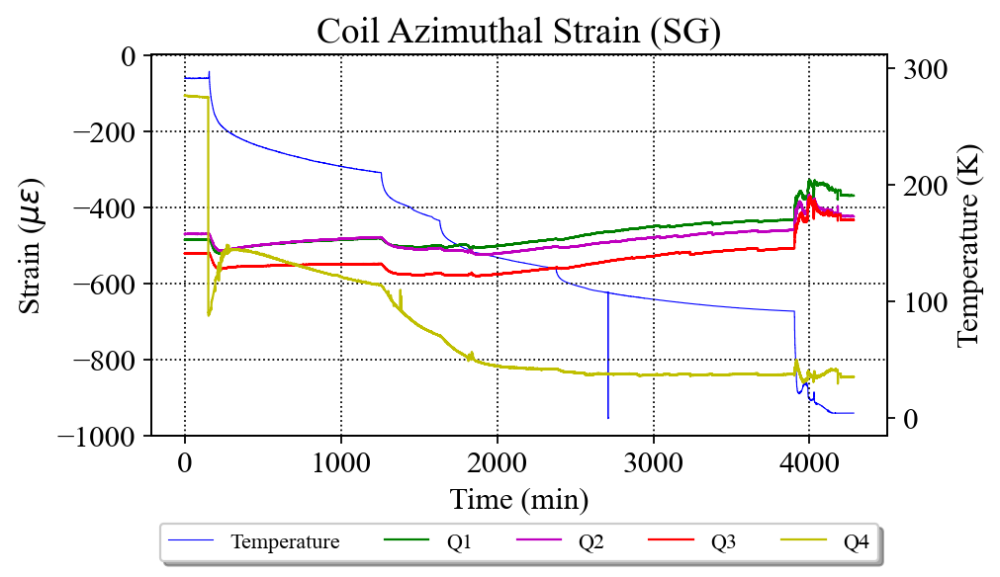 Coil Azimuthal Strain (SG)
0
−200
−400
−600
−800
−1000
Strain (με)
300
200
100
0
Temperature (K)
0 1000 2000 3000 4000
Time (min)
Temperature Q1 Q2 Q3 Q4